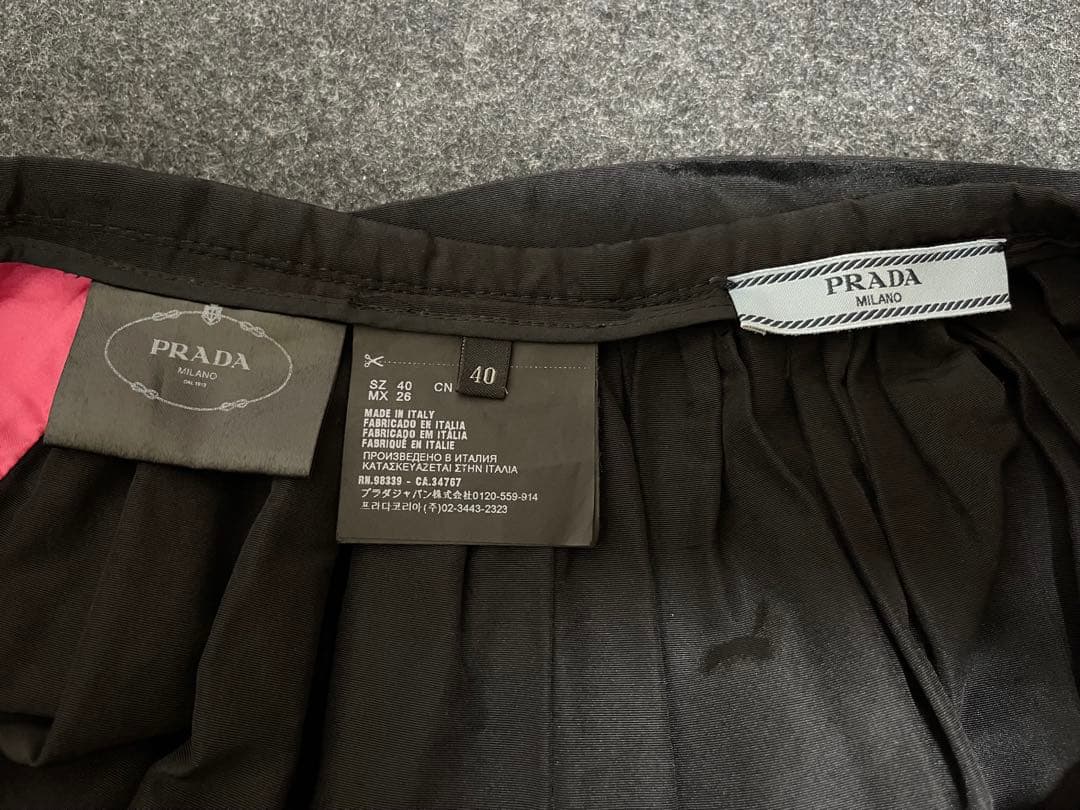 PRADA
MILANO
DAL 1913
SZ 40 CN
MX 26
40
MADE IN ITALY
FABRICADO EN ITALIA
FABRICADO EM ITÁLIA
FABRIQUÉ EN ITALIE
ПРОИЗВЕДЕНО В ИТАЛИЯ
ΚΑΤΑΣΚΕΥΑΖΕΤΑΙ ΣΤΗΝ ΙΤΑΛΙΑ
RN.98339 - CA.34767
プラダジャパン株式会社0120-559-914
프라다코리아(주)02-3443-2323
PRADA
MILANO